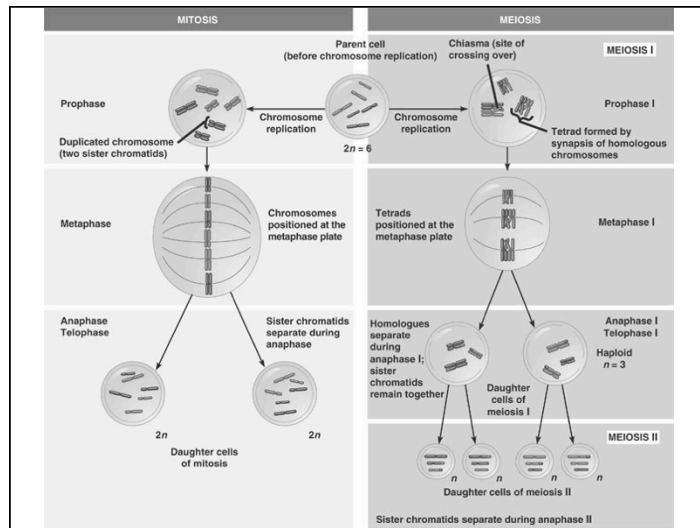 MITOSIS
MEIOSIS
Parent cell
(before chromosome replication)
Chiasma (site of
crossing over)
MEIOSIS I
Prophase
Prophase I
Chromosome
replication
Chromosome
replication
Duplicated chromosome
(two sister chromatids)
2n = 6
Tetrad formed by
synapsis of homologous
chromosomes
Metaphase
Chromosomes
positioned at the
metaphase plate
Tetrads
positioned at the
metaphase plate
Metaphase I
Anaphase
Telophase
Sister chromatids
separate during
anaphase
Homologues
separate
during
anaphase I;
sister
chromatids
remain together
Anaphase I
Telophase I
Haploid
n = 3
Daughter
cells of
meiosis I
2n
2n
Daughter cells
of mitosis
MEIOSIS II
n
n
n
n
Daughter cells of meiosis II
Sister chromatids separate during anaphase II